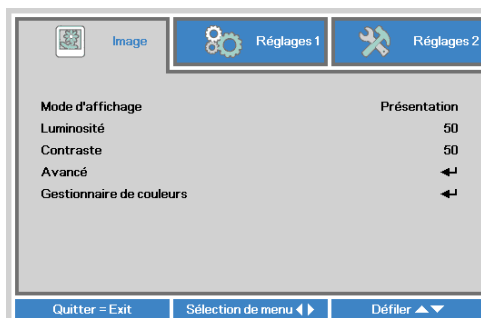 Image Réglages 1 Réglages 2
Mode d'affichage Présentation
Luminosité 50
Contraste 50
Avancé
Gestionnaire de couleurs
Quitter = Exit Sélection de menu ◀▶ Défiler ▲▼